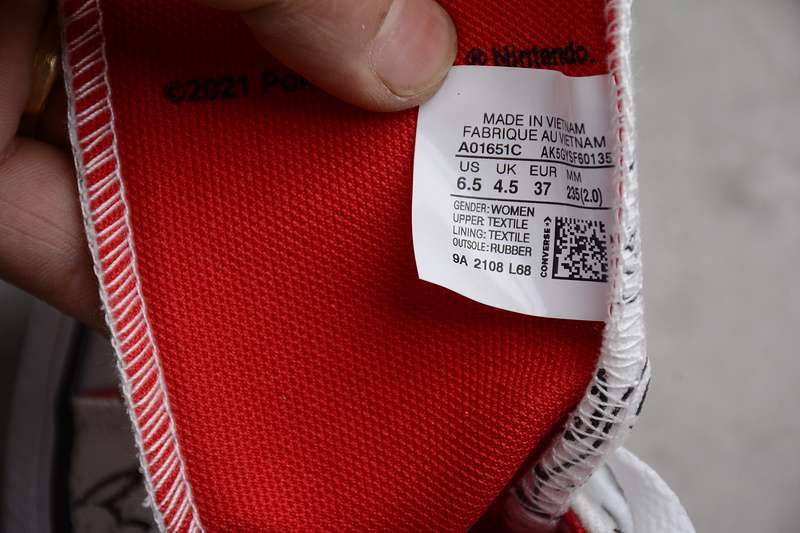 ©2021 Po
® Nintendo.
MADE IN VIETNAM
FABRIQUE AU VIETNAM
A01651C AK5GYSF60135
US UK EUR MM
6.5 4.5 37 235(2.0)
GENDER: WOMEN
UPPER: TEXTILE
LINING: TEXTILE
OUTSOLE: RUBBER
9A 2108 L68
CONVERSE